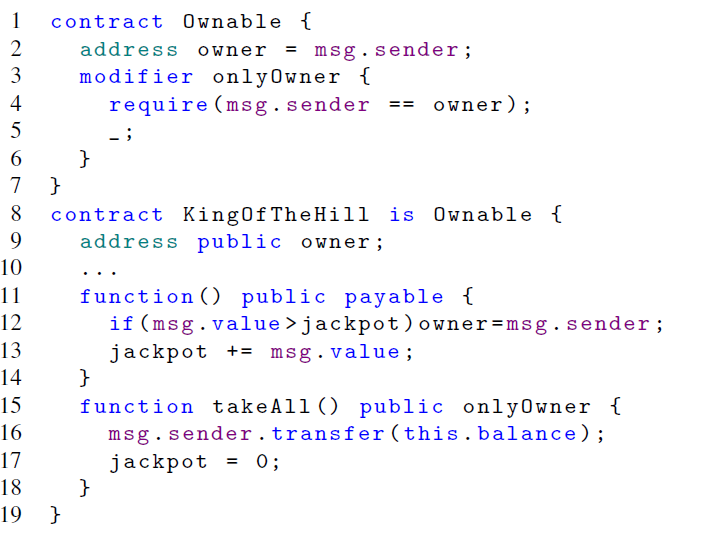 1 contract Ownable {
2   address owner = msg.sender;
3   modifier onlyOwner {
4     require(msg.sender == owner);
5     _;
6   }
7 }
8 contract KingOfTheHill is Ownable {
9   address public owner;
10   ...
11   function() public payable {
12     if(msg.value>jackpot)owner=msg.sender;
13     jackpot += msg.value;
14   }
15   function takeAll() public onlyOwner {
16     msg.sender.transfer(this.balance);
17     jackpot = 0;
18   }
19 }